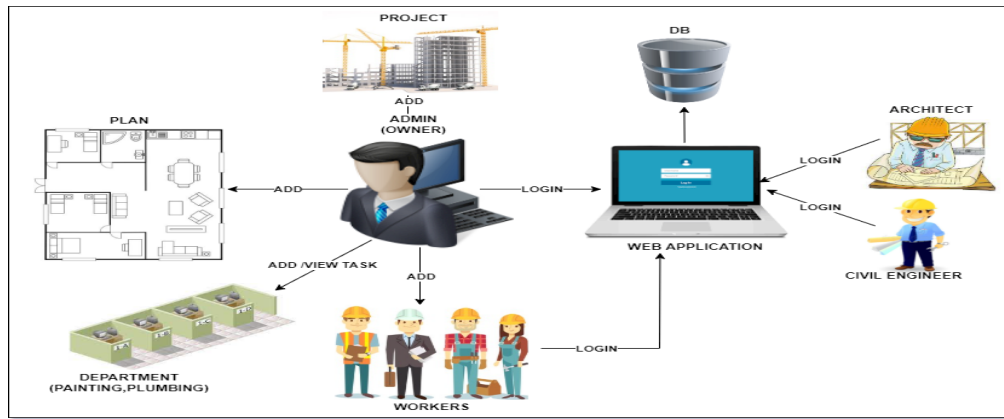 PROJECT
DB
ADD
ADMIN
(OWNER)
PLAN
ARCHITECT
LOGIN
ADD
LOGIN
LOGIN
WEB APPLICATION
ADD /VIEW TASK
ADD
CIVIL ENGINEER
LOGIN
DEPARTMENT
(PAINTING,PLUMBING)
WORKERS